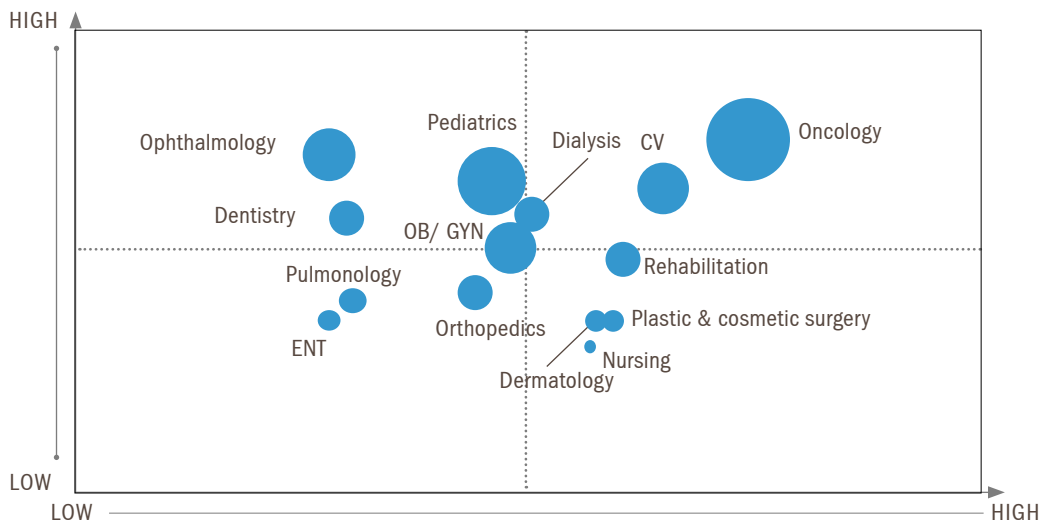 HIGH
Pediatrics
Oncology
Dialysis
CV
Ophthalmology
Dentistry
OB/ GYN
Rehabilitation
Pulmonology
Plastic & cosmetic surgery
Orthopedics
ENT
Nursing
Dermatology
LOW
LOW
HIGH